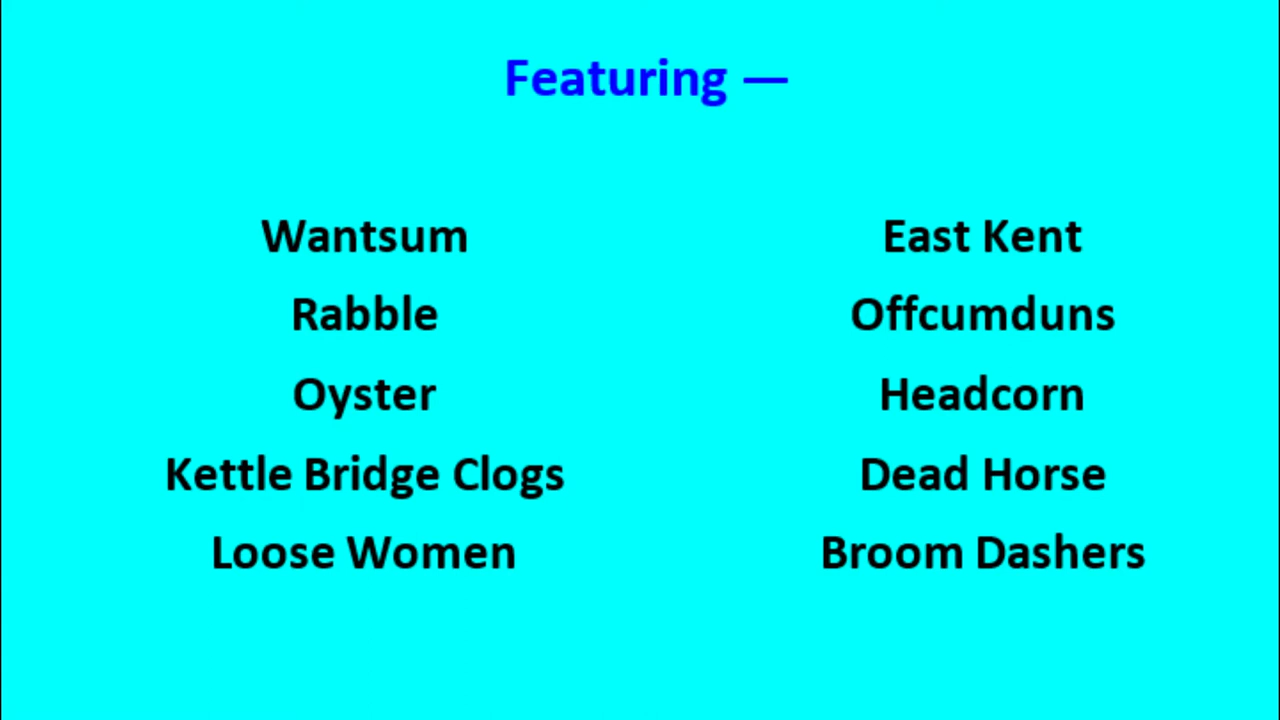 Featuring —
Wantsum
East Kent
Rabble
Offcumduns
Oyster
Headcorn
Kettle Bridge Clogs
Dead Horse
Loose Women
Broom Dashers